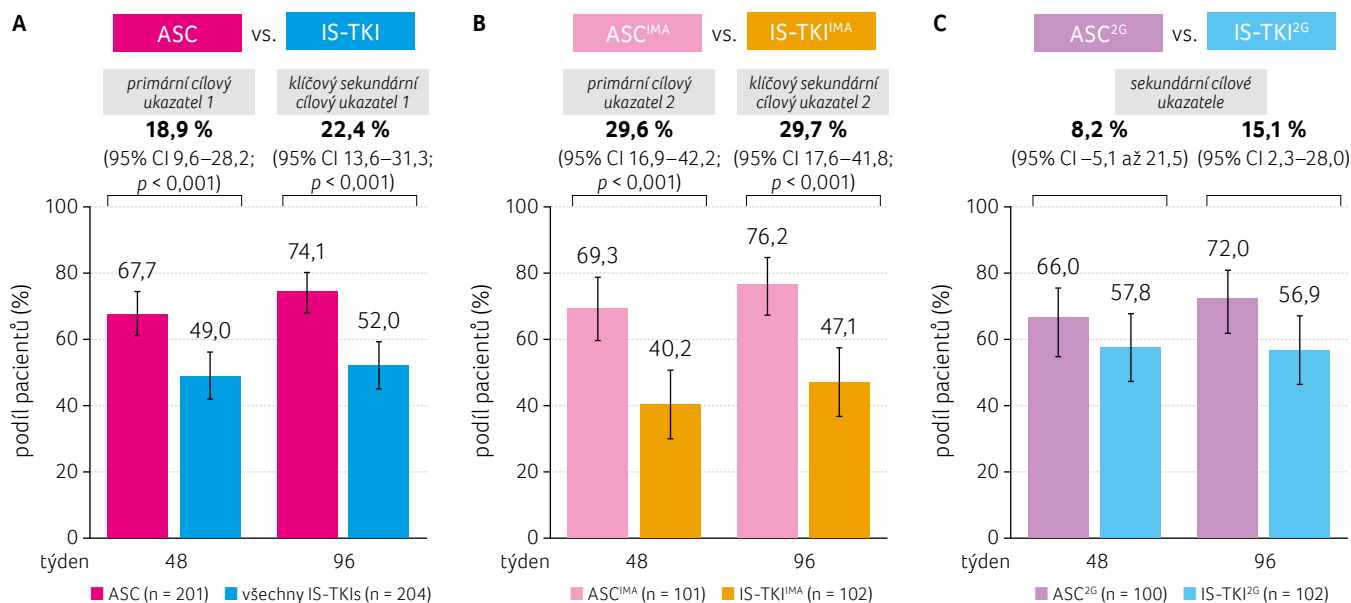 A
ASC vs. IS-TKI
primární cílový
ukazatel 1
klíčový sekundární
cílový ukazatel 1
18,9 %
22,4 %
(95% CI 9,6–28,2;
p < 0,001)
(95% CI 13,6–31,3;
p < 0,001)
podíl pacientů (%)
100
80
60
40
20
0
67,7
49,0
74,1
52,0
týden
48
96
ASC (n = 201)
všechny IS-TKIs (n = 204)
B
ASCᴵᴹᴬ vs. IS-TKIᴵᴹᴬ
primární cílový
ukazatel 2
klíčový sekundární
cílový ukazatel 2
29,6 %
29,7 %
(95% CI 16,9–42,2;
p < 0,001)
(95% CI 17,6–41,8;
p < 0,001)
podíl pacientů (%)
100
80
60
40
20
0
69,3
40,2
76,2
47,1
týden
48
96
ASCᴵᴹᴬ (n = 101)
IS-TKIᴵᴹᴬ (n = 102)
C
ASC²ᴳ vs. IS-TKI²ᴳ
sekundární cílové
ukazatele
8,2 %
15,1 %
(95% CI –5,1 až 21,5)
(95% CI 2,3–28,0)
podíl pacientů (%)
100
80
60
40
20
0
66,0
57,8
72,0
56,9
týden
48
96
ASC²ᴳ (n = 100)
IS-TKI²ᴳ (n = 102)